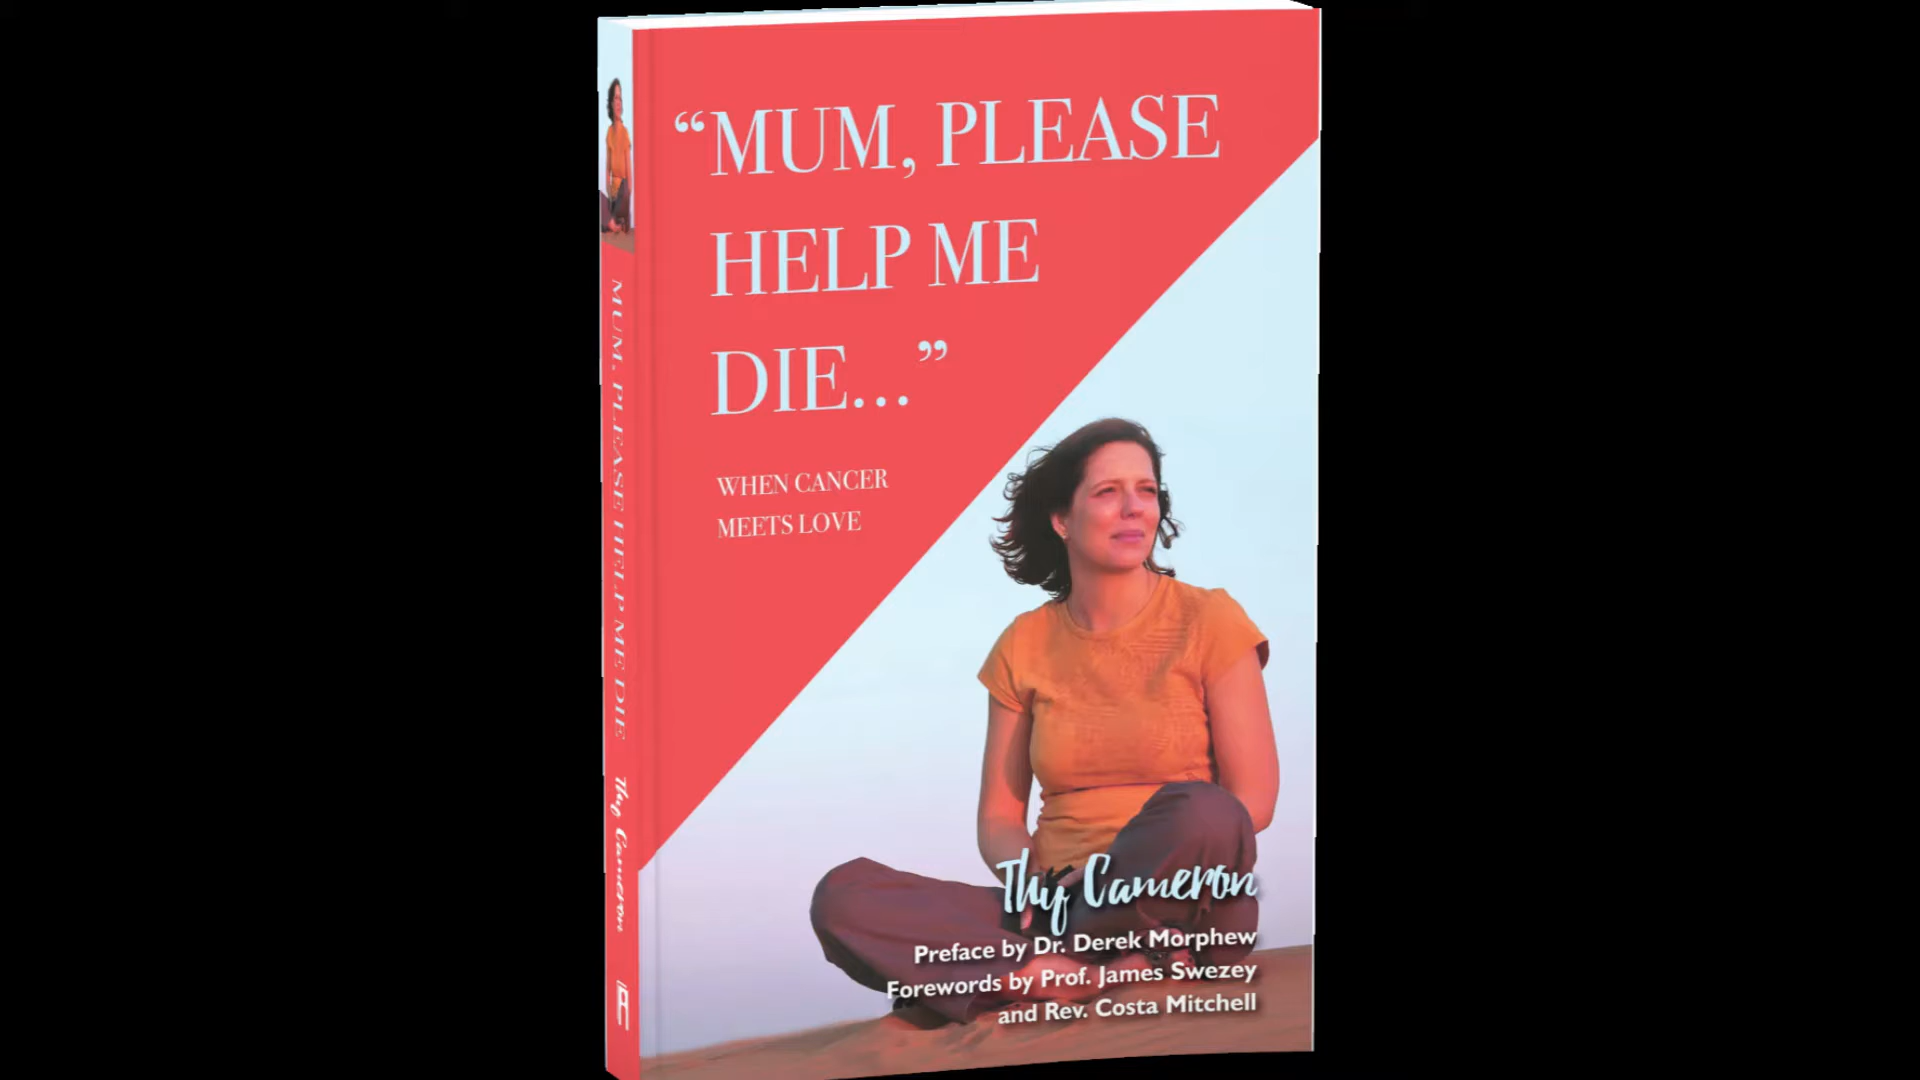 “MUM, PLEASE
HELP ME
DIE...”
WHEN CANCER
MEETS LOVE
Thy Cameron
Preface by Dr. Derek Morphew
Forewords by Prof. James Swezey
and Rev. Costa Mitchell
MUM, PLEASE HELP ME DIE Thy Cameron